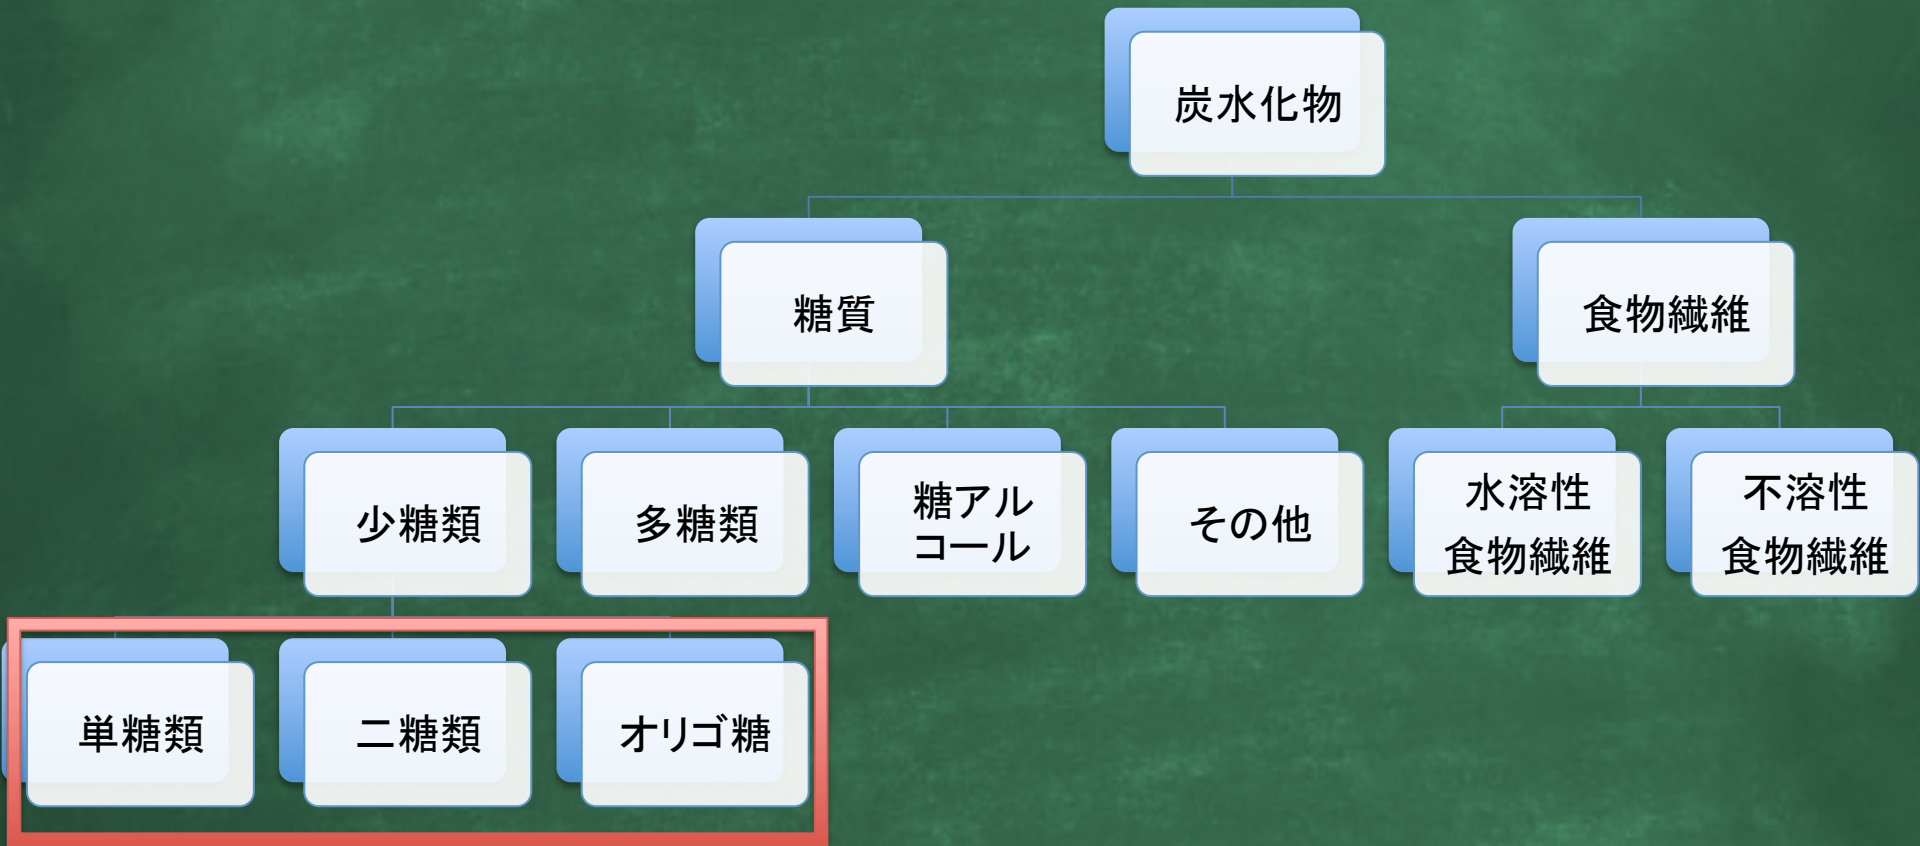 炭水化物
糖質
食物繊維
少糖類
多糖類
糖アル
コール
その他
水溶性
食物繊維
不溶性
食物繊維
単糖類
二糖類
オリゴ糖